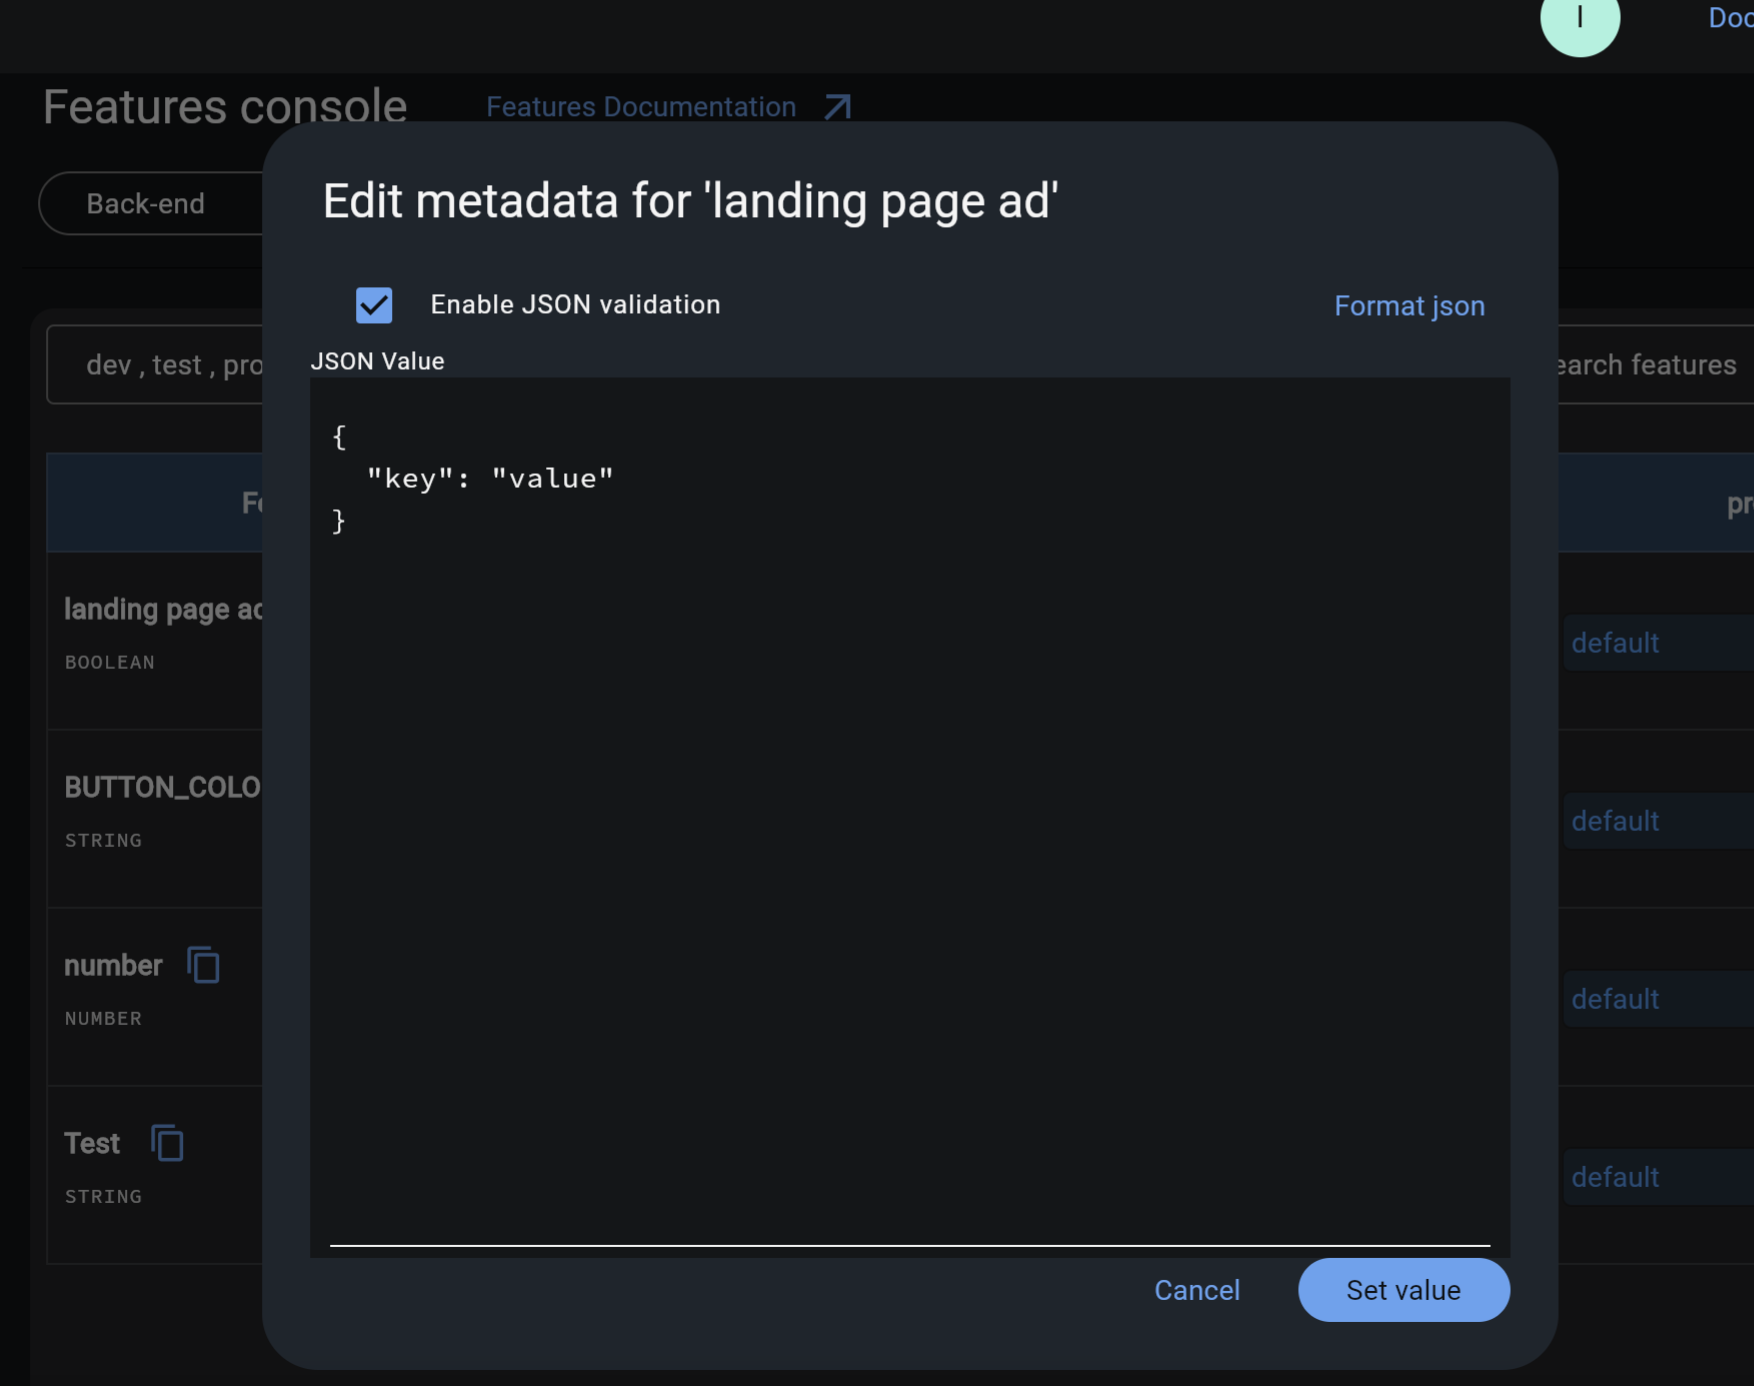 I
Doc
Features console
Features Documentation
Back-end
Edit metadata for 'landing page ad'
Enable JSON validation
Format json
JSON Value
dev , test , pro
earch features
{
"key": "value"
}
Fe
pr
landing page ad
BOOLEAN
default
BUTTON_COLO
STRING
default
number
NUMBER
default
Test
STRING
default
Cancel
Set value